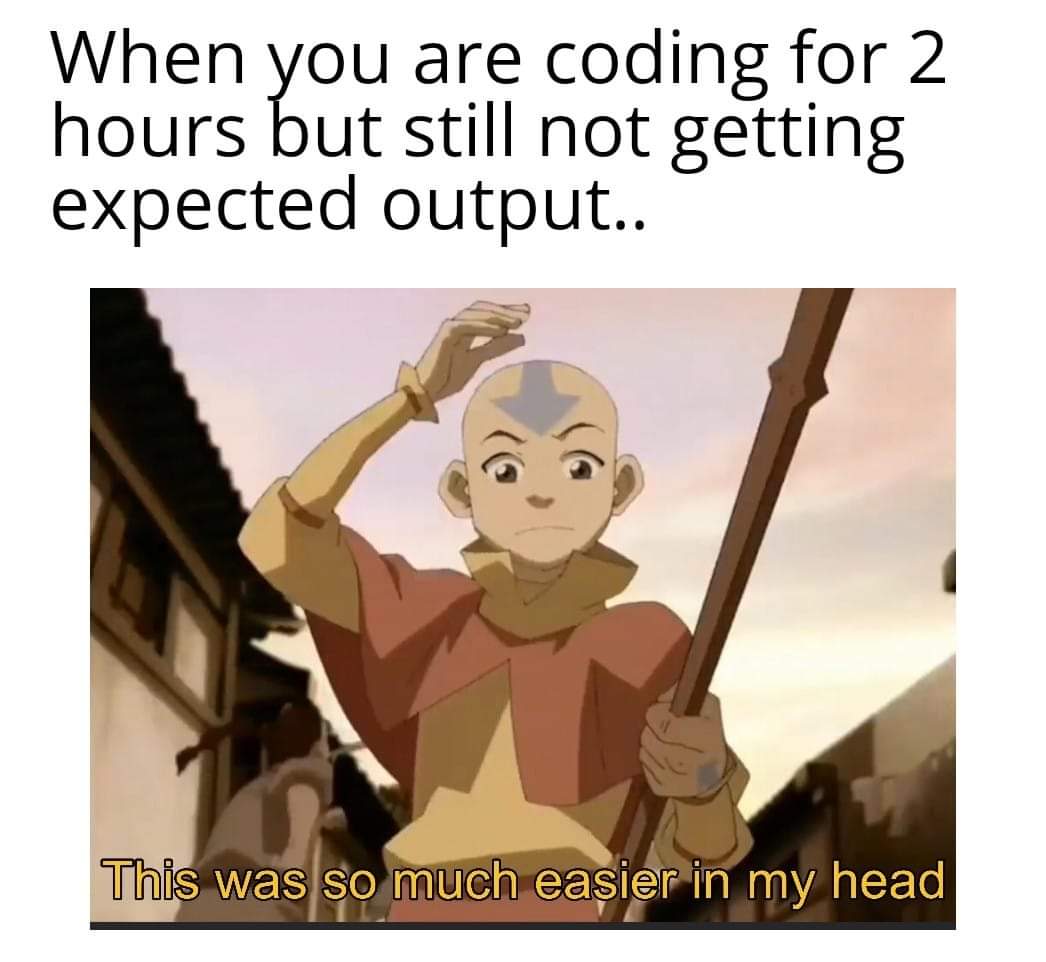 When you are coding for 2
hours but still not getting
expected output..
This was so much easier in my head